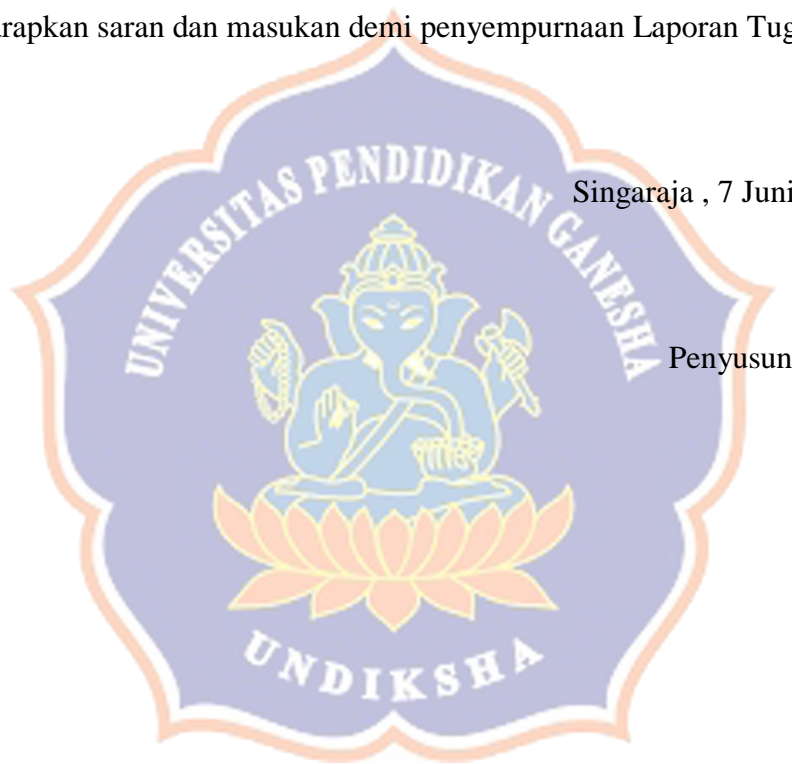 arapkan saran dan masukan demi penyempurnaan Laporan Tug
UNIVERSITAS PENDIDIKAN GANESHA
Singaraja , 7 Juni
Penyusun
UNDIKSHA